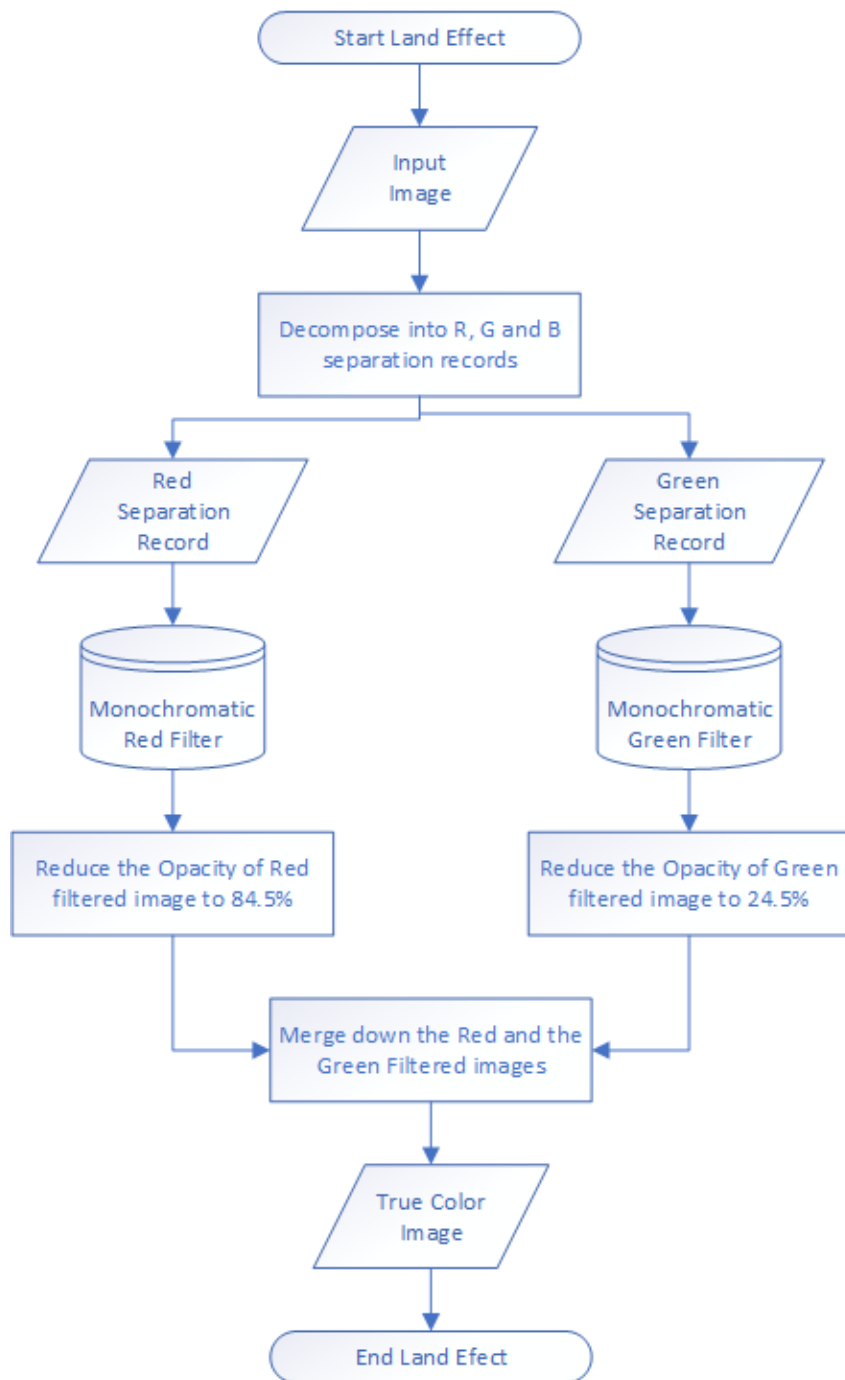 Start Land Effect
Input
Image
Decompose into R, G and B
separation records
Red
Separation
Record
Green
Separation
Record
Monochromatic
Red Filter
Monochromatic
Green Filter
Reduce the Opacity of Red
filtered image to 84.5%
Reduce the Opacity of Green
filtered image to 24.5%
Merge down the Red and the
Green Filtered images
True Color
Image
End Land Efect